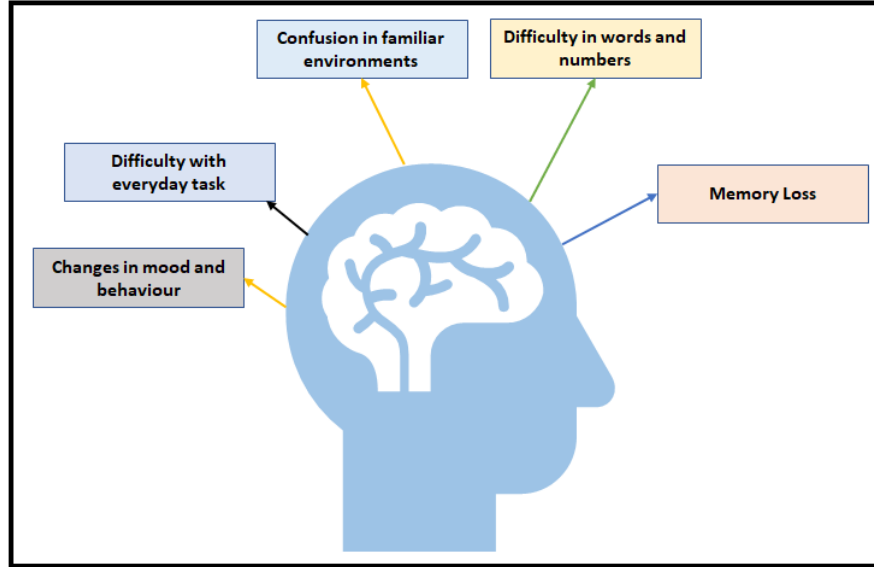 Confusion in familiar
environments
Difficulty in words and
numbers
Difficulty with
everyday task
Memory Loss
Changes in mood and
behaviour